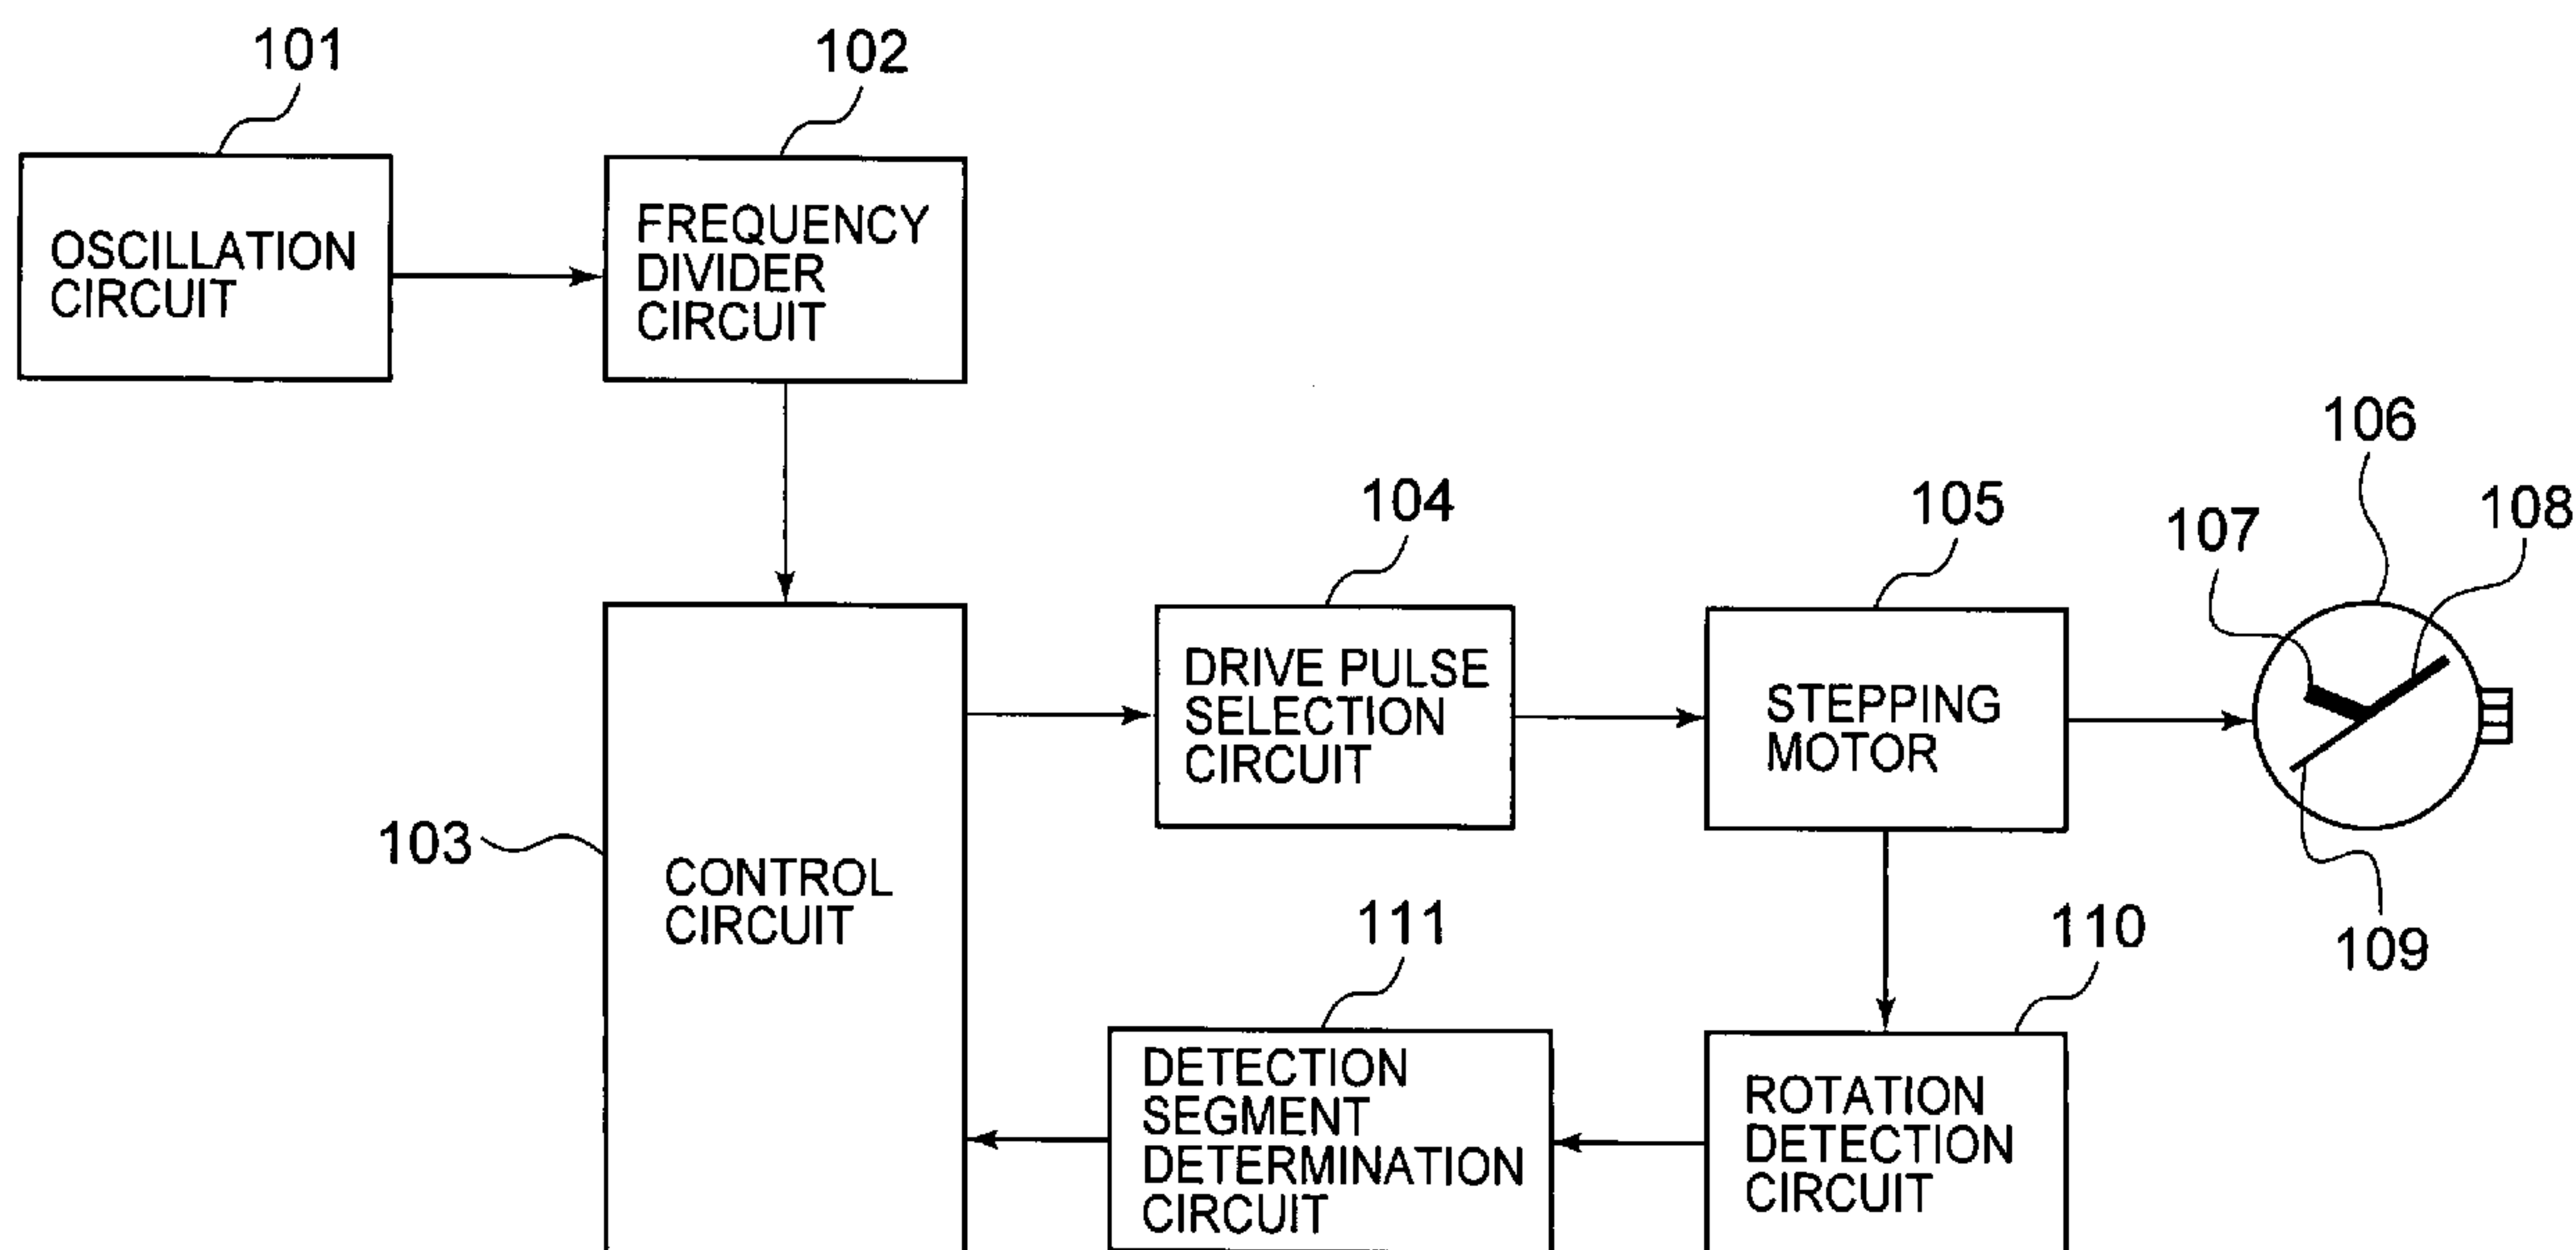 101
102
OSCILLATION
CIRCUIT
FREQUENCY
DIVIDER
CIRCUIT
106
104
105
107
108
DRIVE PULSE
SELECTION
CIRCUIT
STEPPING
MOTOR
103
CONTROL
CIRCUIT
111
110
109
DETECTION
SEGMENT
DETERMINATION
CIRCUIT
ROTATION
DETECTION
CIRCUIT